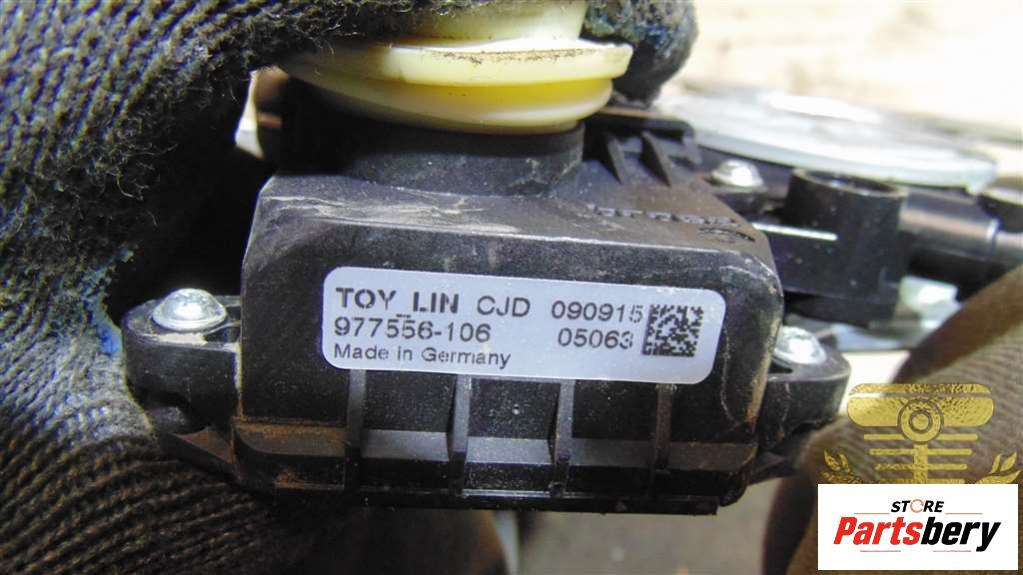 TOY_LIN CJD 090915
977556-106 05063
Made in Germany
STORE
Partsbery